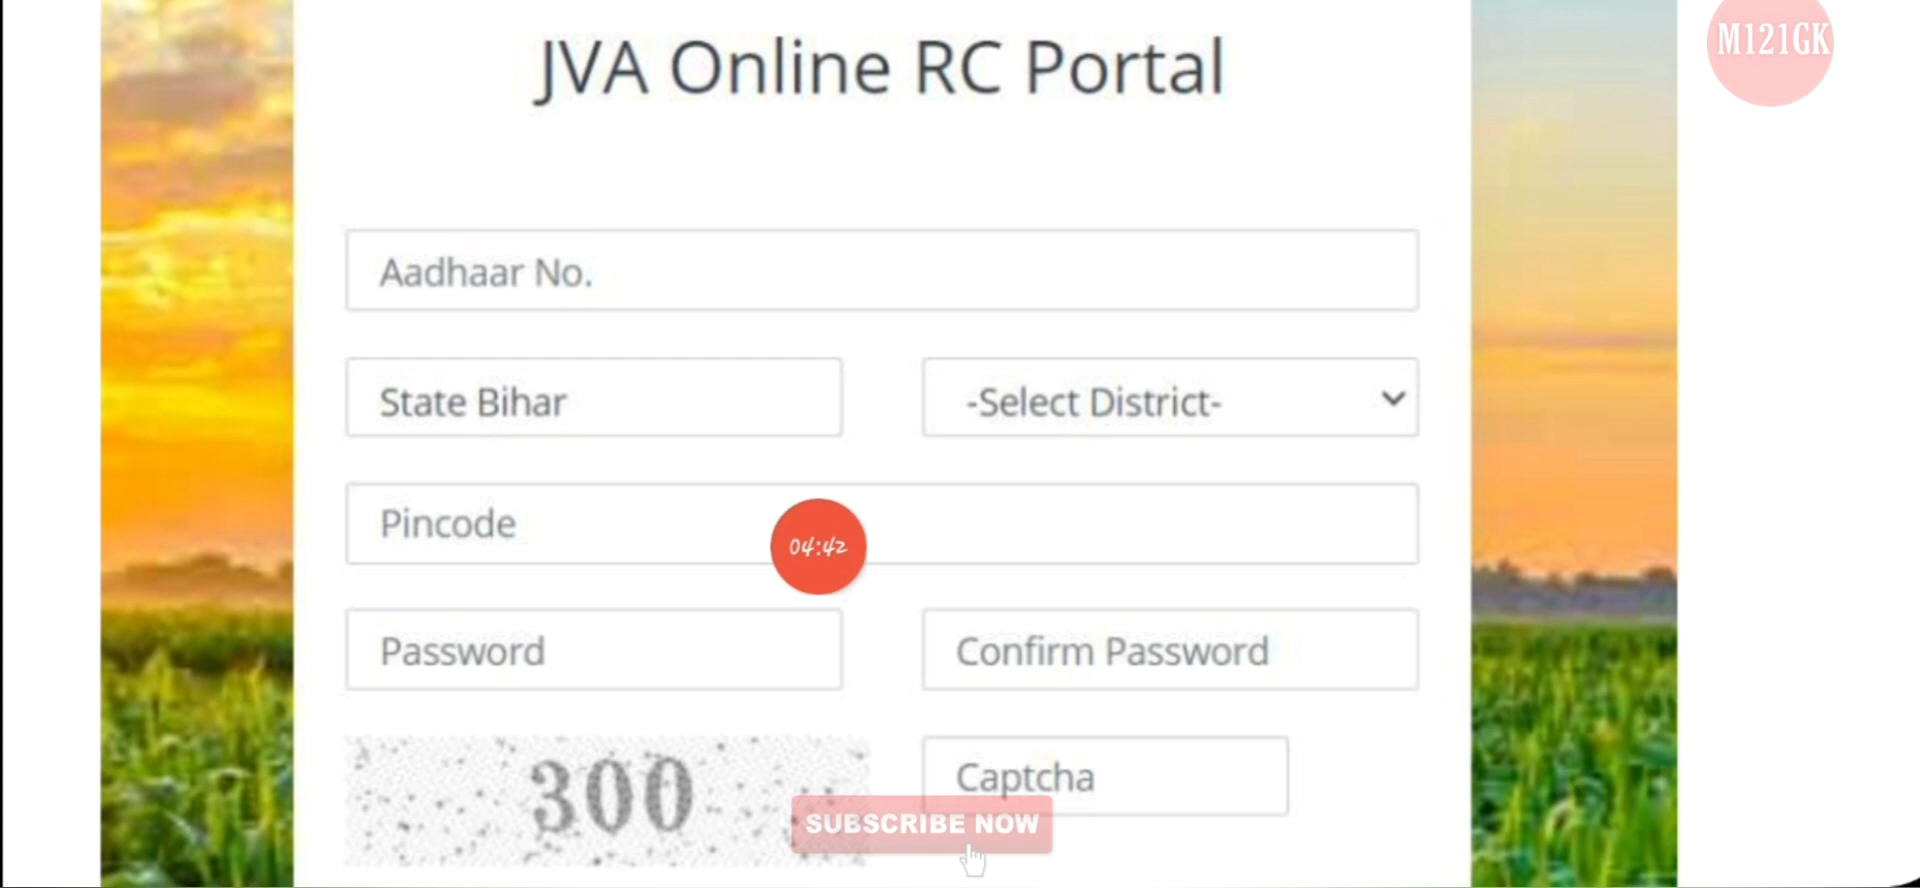 JVA Online RC Portal
M121GK
Aadhaar No.
State Bihar
-Select District-
Pincode
04:42
Password
Confirm Password
300
Captcha
SUBSCRIBE NOW